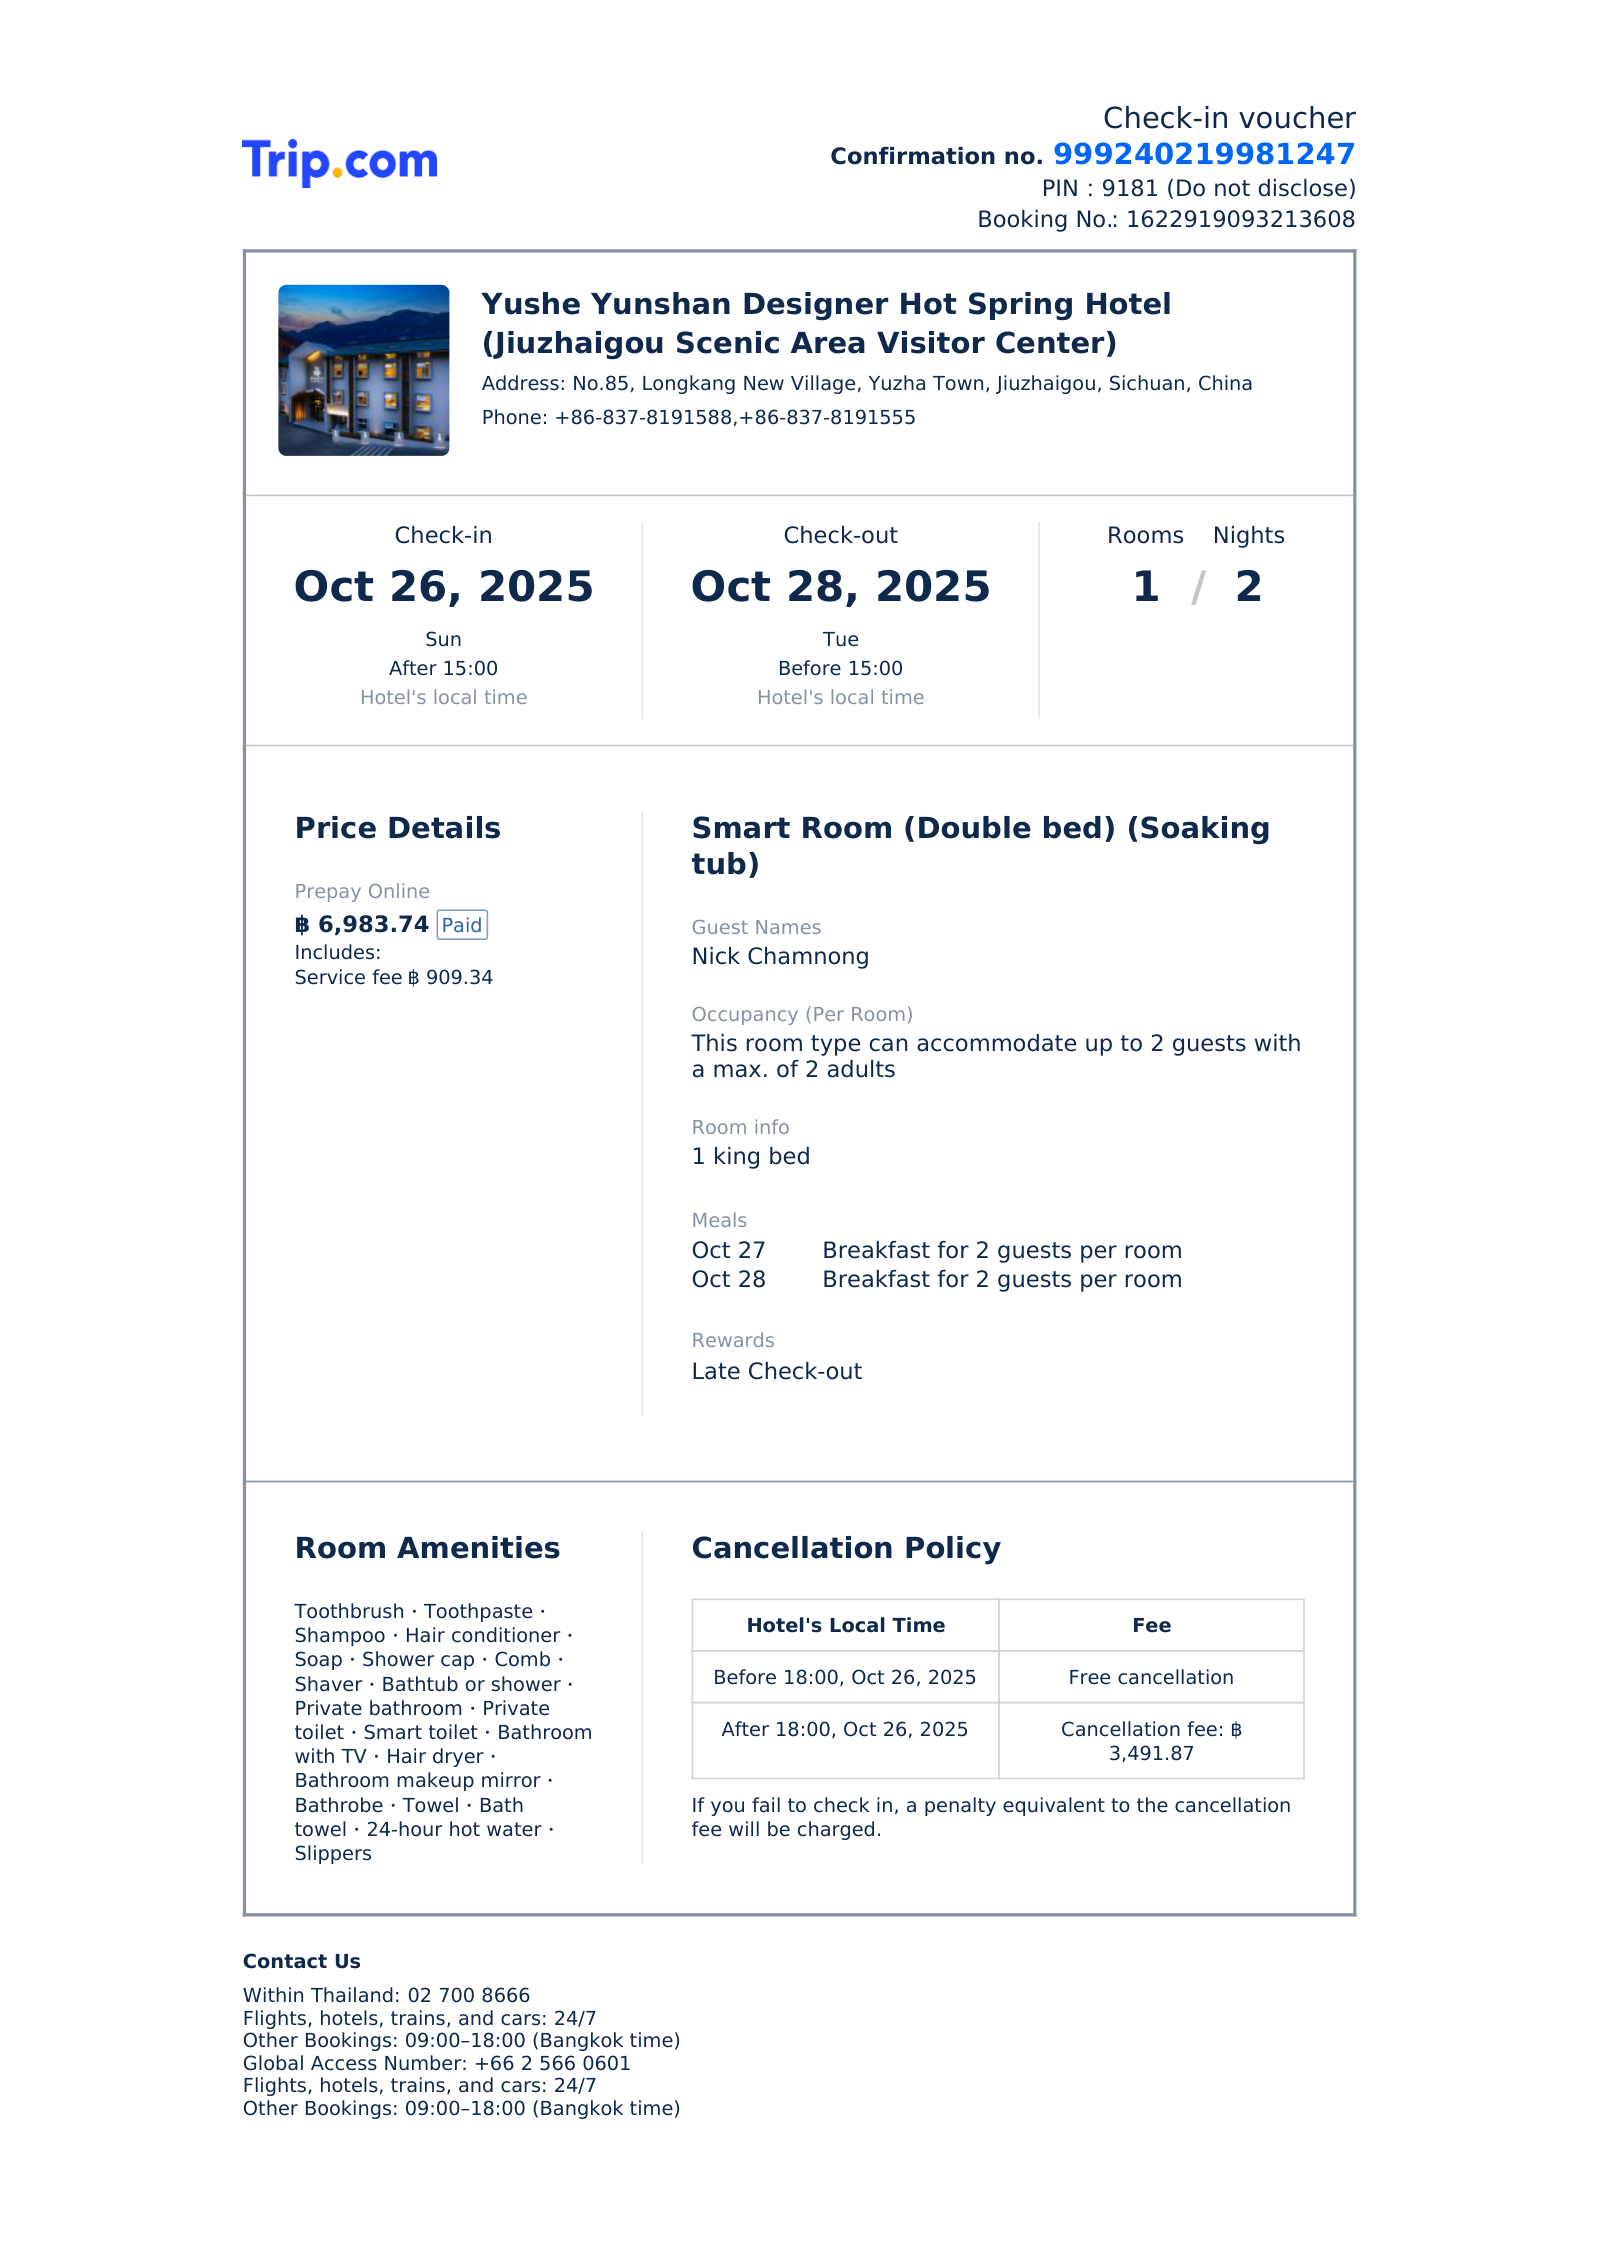 Trip.com
Check-in voucher
Confirmation no. 999240219981247
PIN : 9181 (Do not disclose)
Booking No.: 1622919093213608
Yushe Yunshan Designer Hot Spring Hotel
(Jiuzhaigou Scenic Area Visitor Center)
Address: No.85, Longkang New Village, Yuzha Town, Jiuzhaigou, Sichuan, China
Phone: +86-837-8191588,+86-837-8191555
Check-in
Oct 26, 2025
Sun
After 15:00
Hotel's local time
Check-out
Oct 28, 2025
Tue
Before 15:00
Hotel's local time
Rooms Nights
1 / 2
Price Details
Prepay Online
฿ 6,983.74 Paid
Includes:
Service fee ฿ 909.34
Smart Room (Double bed) (Soaking
tub)
Guest Names
Nick Chamnong
Occupancy (Per Room)
This room type can accommodate up to 2 guests with
a max. of 2 adults
Room info
1 king bed
Meals
Oct 27 Breakfast for 2 guests per room
Oct 28 Breakfast for 2 guests per room
Rewards
Late Check-out
Room Amenities
Toothbrush · Toothpaste ·
Shampoo · Hair conditioner ·
Soap · Shower cap · Comb ·
Shaver · Bathtub or shower ·
Private bathroom · Private
toilet · Smart toilet · Bathroom
with TV · Hair dryer ·
Bathroom makeup mirror ·
Bathrobe · Towel · Bath
towel · 24-hour hot water ·
Slippers
Cancellation Policy
Hotel's Local Time Fee
Before 18:00, Oct 26, 2025 Free cancellation
After 18:00, Oct 26, 2025 Cancellation fee: ฿
3,491.87
If you fail to check in, a penalty equivalent to the cancellation
fee will be charged.
Contact Us
Within Thailand: 02 700 8666
Flights, hotels, trains, and cars: 24/7
Other Bookings: 09:00–18:00 (Bangkok time)
Global Access Number: +66 2 566 0601
Flights, hotels, trains, and cars: 24/7
Other Bookings: 09:00–18:00 (Bangkok time)